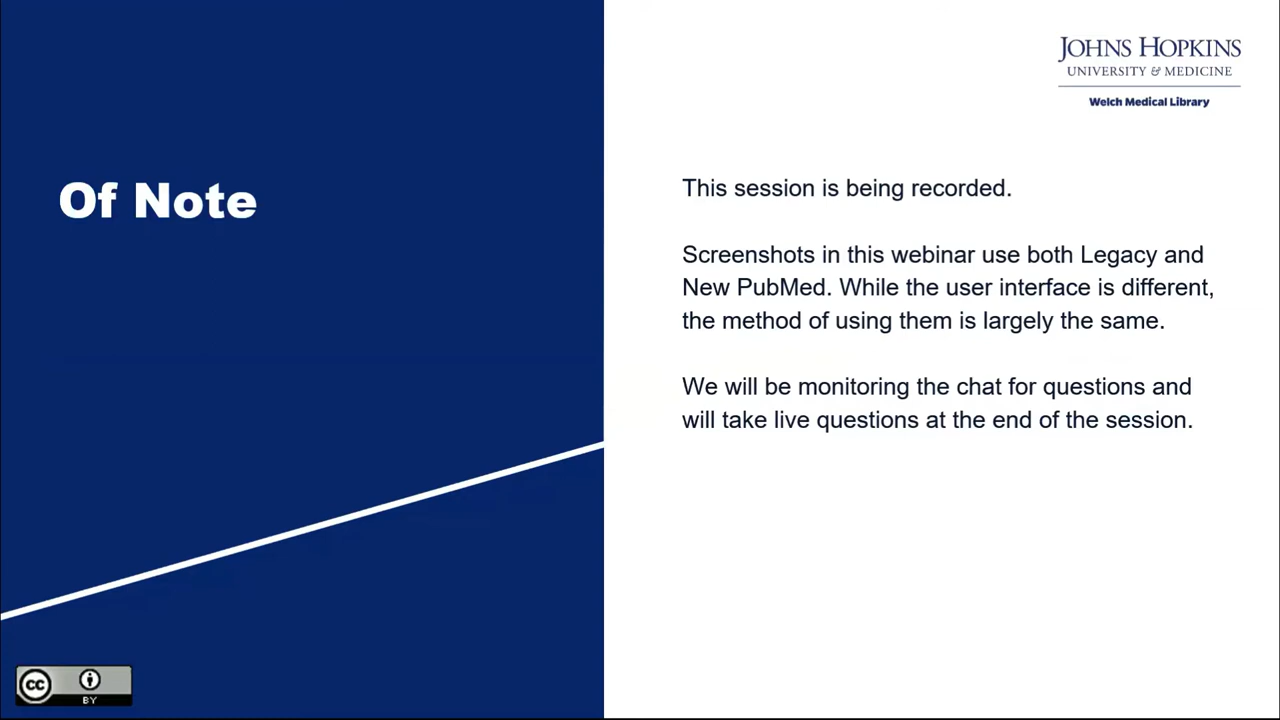 JOHNS HOPKINS
UNIVERSITY & MEDICINE
Welch Medical Library
Of Note
This session is being recorded.
Screenshots in this webinar use both Legacy and
New PubMed. While the user interface is different,
the method of using them is largely the same.
We will be monitoring the chat for questions and
will take live questions at the end of the session.
cc
BY